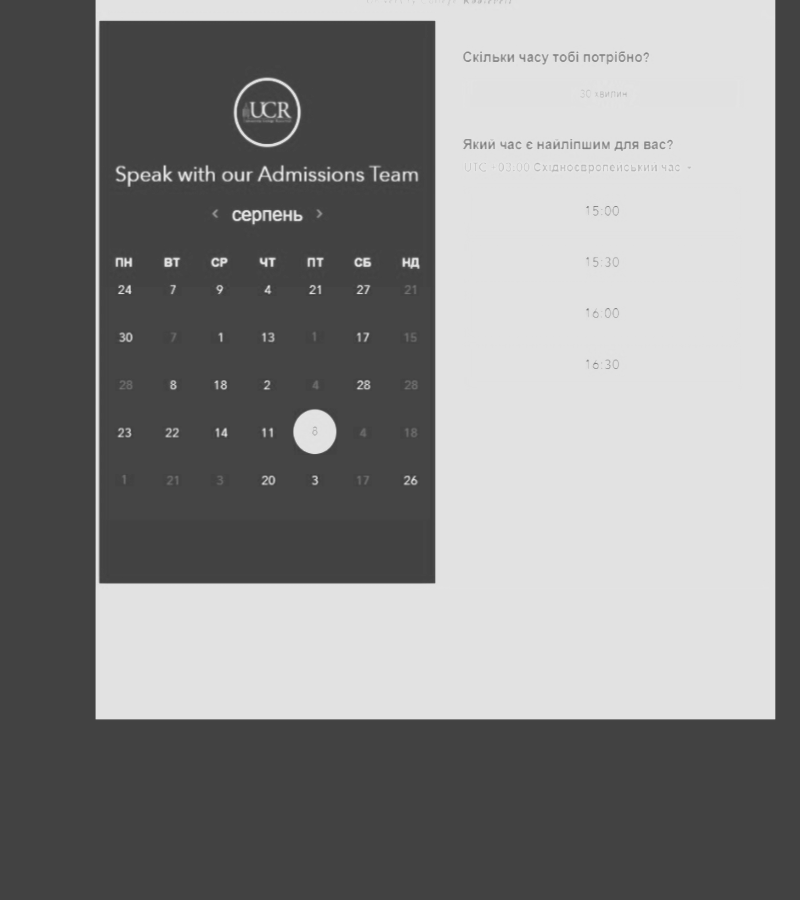 UCR
Speak with our Admissions Team
‹ серпень ›
ПН ВТ СР ЧТ ПТ СБ НД
24 7 9 4 21 27 21
30 7 1 13 1 17 15
28 8 18 2 4 28 28
23 22 14 11 8 4 18
1 21 3 20 3 17 26
Скільки часу тобі потрібно?
30 хвилин
Який час є найліпшим для вас?
UTC - 03:00 Східноєвропейський час
15:00
15:30
16:00
16:30